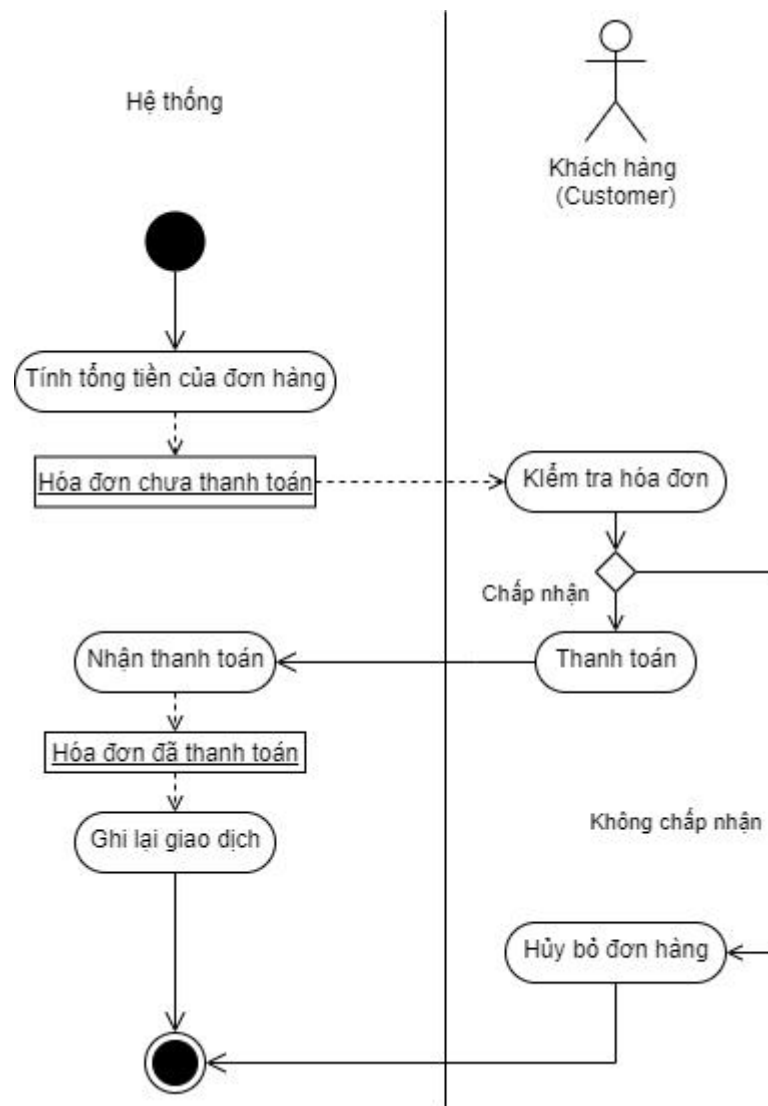 Hệ thống
Khách hàng
(Customer)
Tính tổng tiền của đơn hàng
Hóa đơn chưa thanh toán
KIểm tra hóa đơn
Chấp nhận
Nhận thanh toán
Thanh toán
Hóa đơn đã thanh toán
Ghi lại giao dịch
Không chấp nhận
Hủy bỏ đơn hàng